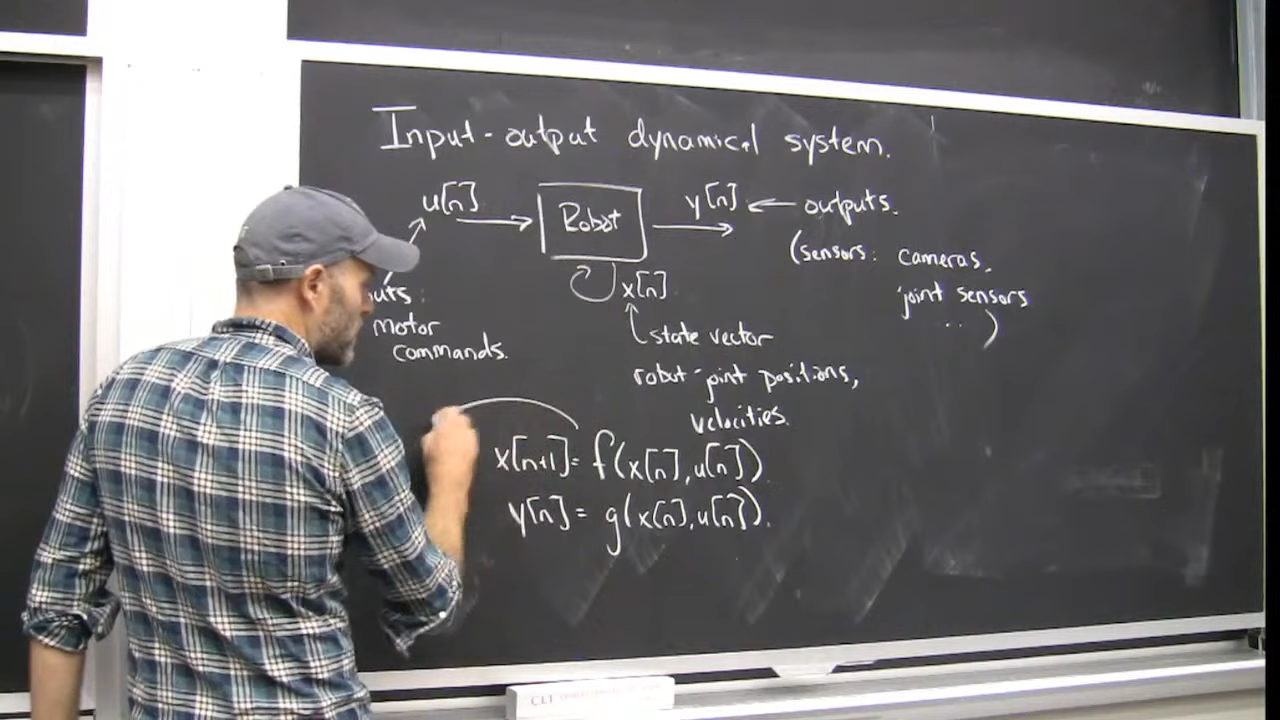 Input-output dynamical system.
u[n] → Robot → y[n] ← outputs.
(sensors: cameras,
joint sensors
... )
x[n]
state vector
robot-joint positions,
velocities.
motor
commands.
x[n+1] = f(x[n],u[n]).
y[n] = g(x[n],u[n]).